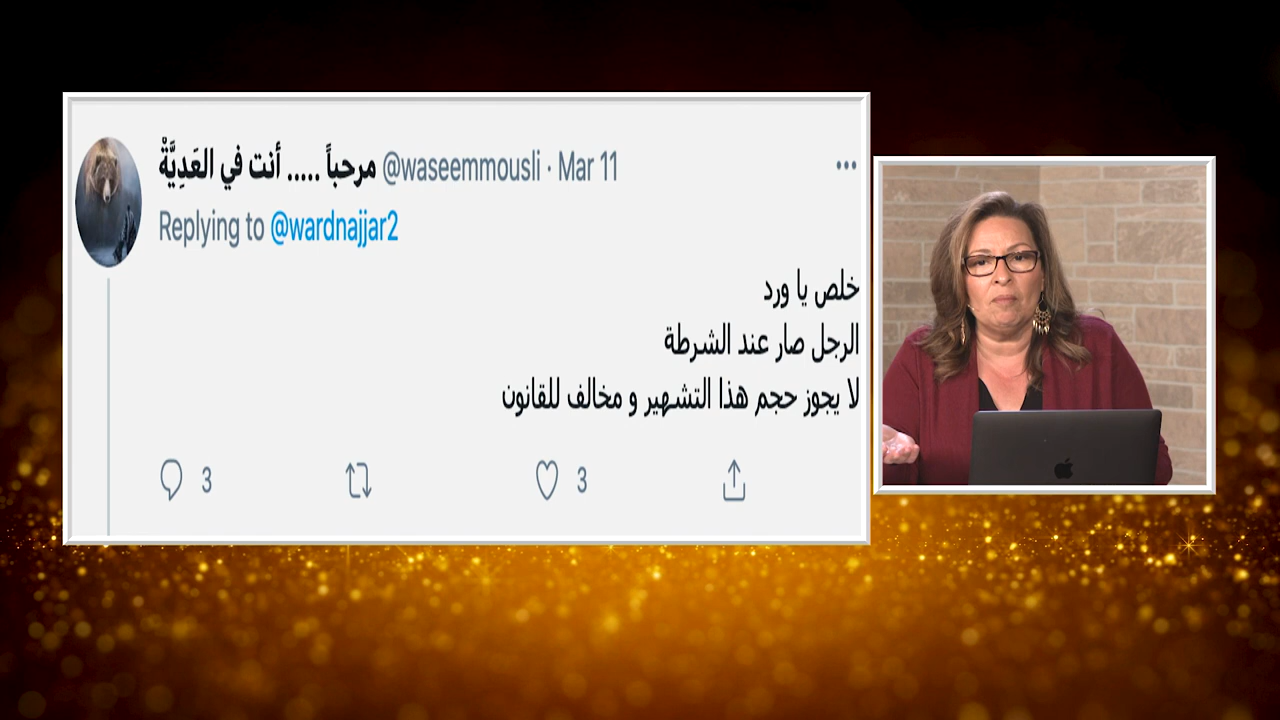 مرحباً ..... أنت في العَدِيَّةْ @waseemmousli · Mar 11
Replying to @wardnajjar2
خلص يا ورد
الرجل صار عند الشرطة
لا يجوز حجم هذا التشهير و مخالف للقانون
3 3